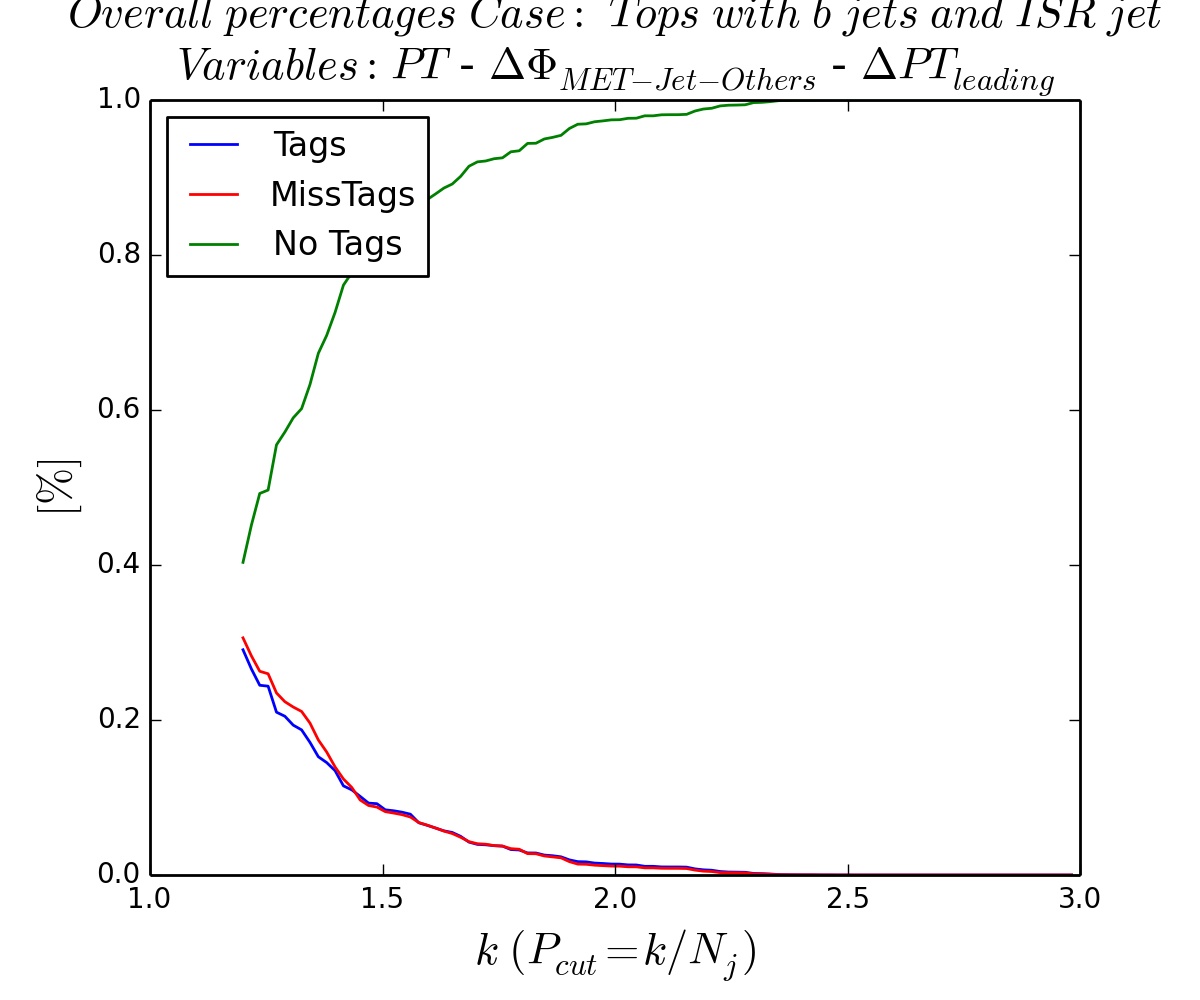 Overall percentages Case: Tops with b jets and ISR jet
Variables: PT - ΔΦ_{MET−Jet−Others} - ΔPT_{leading}
1.0
Tags
MissTags
No Tags
0.8
0.6
[%]
0.4
0.2
0.0
1.0 1.5 2.0 2.5 3.0
k (P_{cut}=k/N_j)